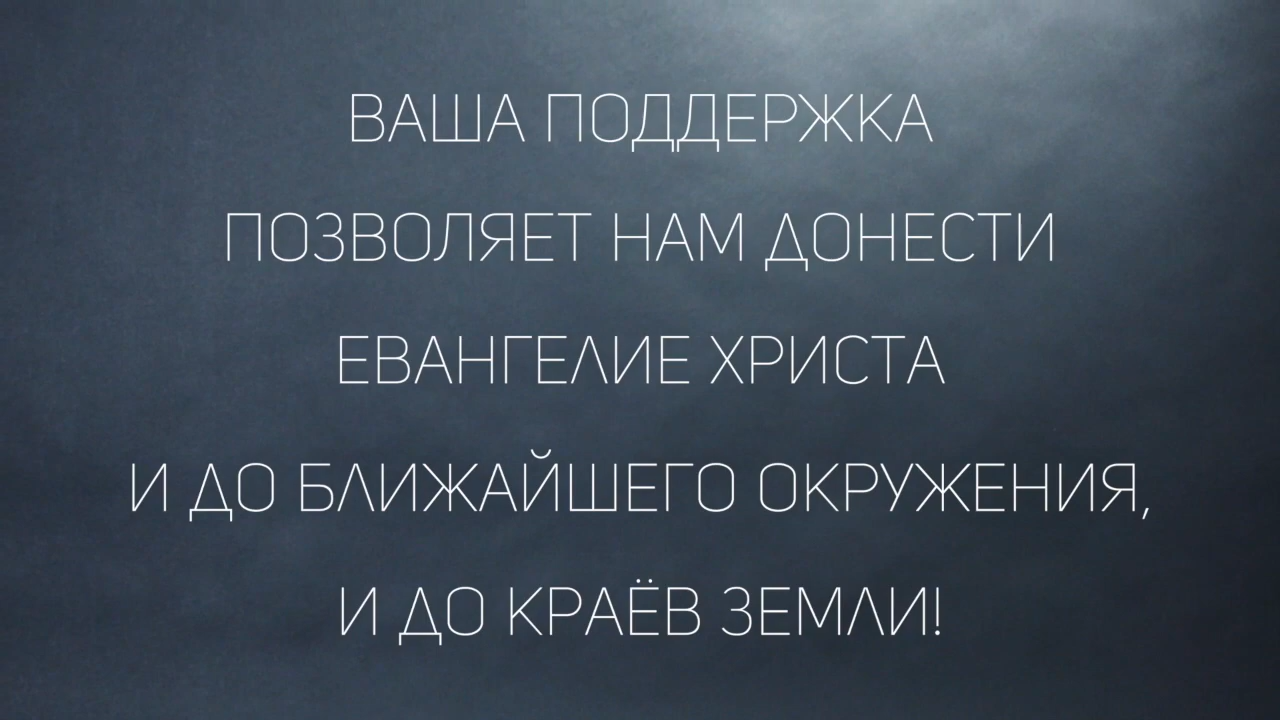 ВАША ПОДДЕРЖКА
ПОЗВОЛЯЕТ НАМ ДОНЕСТИ
ЕВАНГЕЛИЕ ХРИСТА
И ДО БЛИЖАЙШЕГО ОКРУЖЕНИЯ,
И ДО КРАЁВ ЗЕМЛИ!